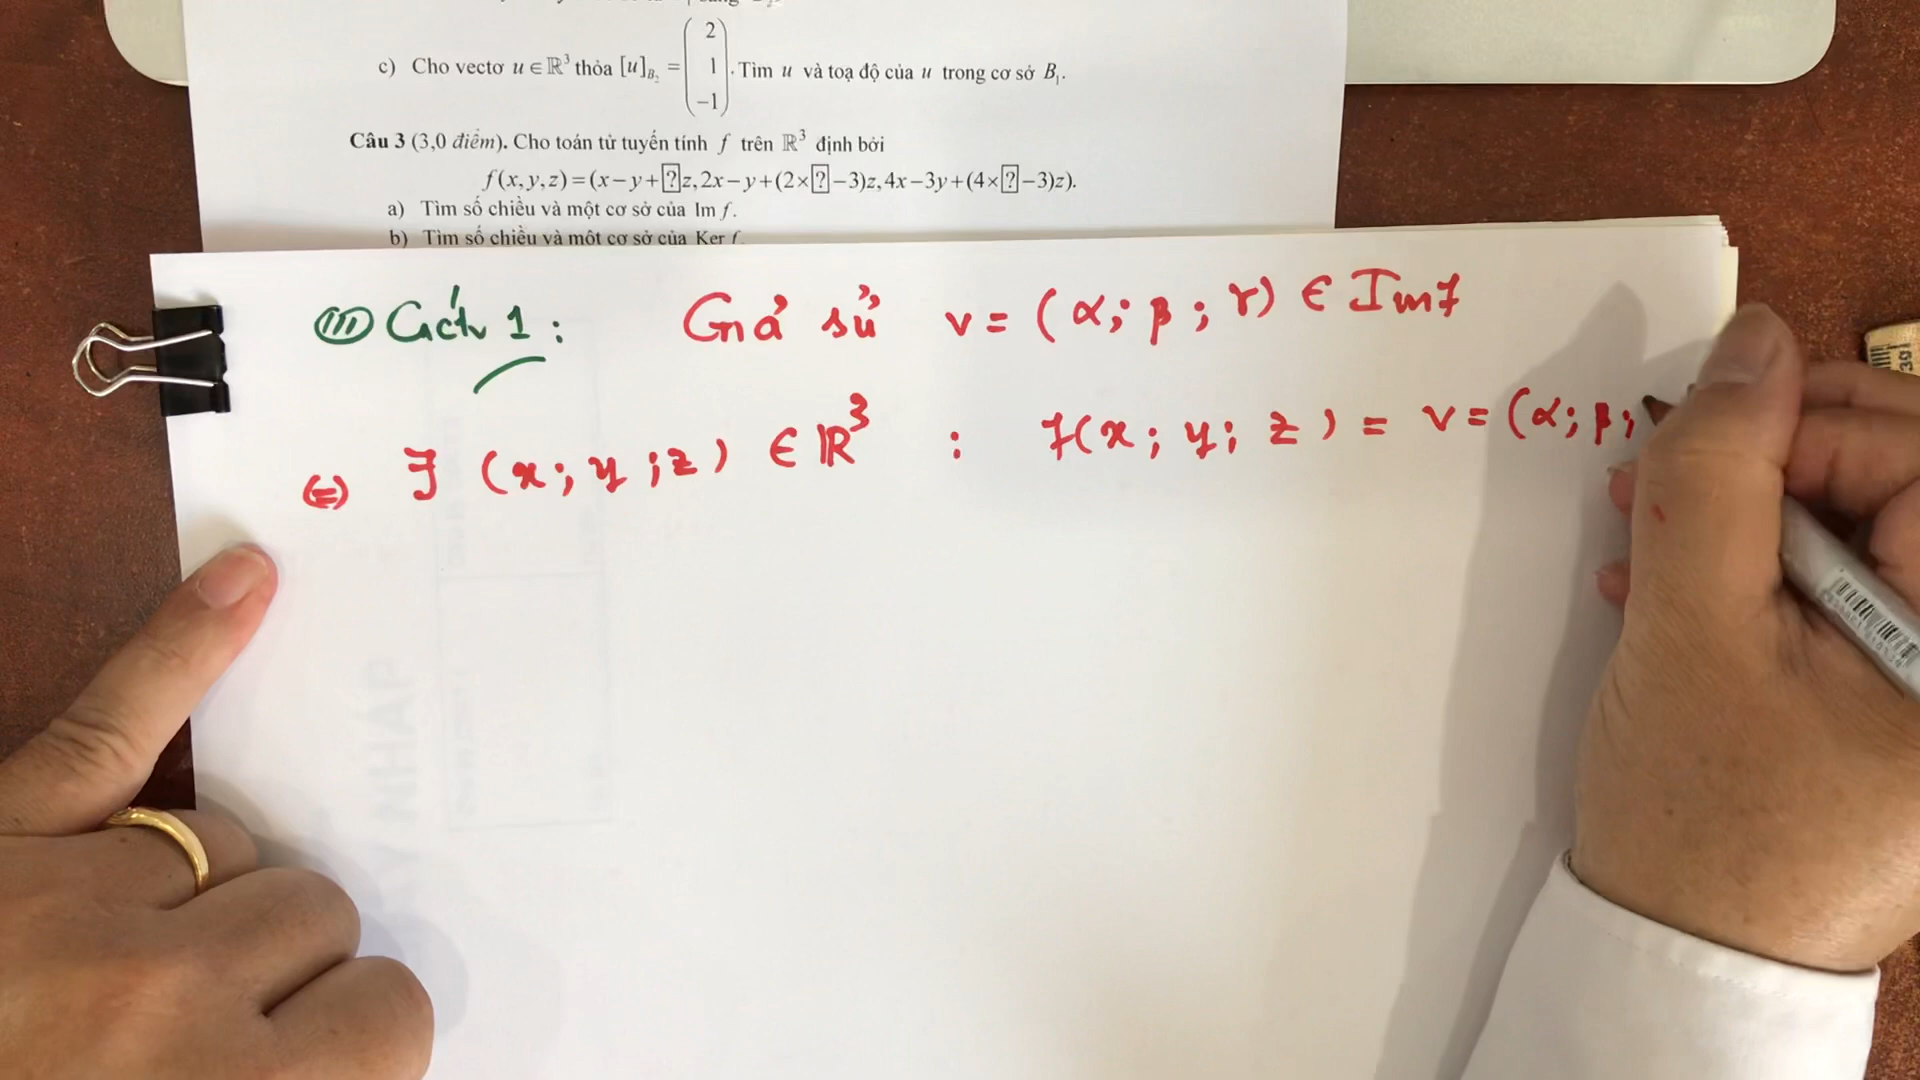 c) Cho vectơ u ∈ ℝ³ thỏa [u]_{B₂} = (2 1 −1). Tìm u và toạ độ của u trong cơ sở B₁.
Câu 3 (3,0 điểm). Cho toán tử tuyến tính f trên ℝ³ định bởi
f(x,y,z)=(x−y+[?]z,2x−y+(2×[?]−3)z,4x−3y+(4×[?]−3)z).
a) Tìm số chiều và một cơ sở của Im f.
b) Tìm số chiều và một cơ sở của Ker f
(III) Cách 1: Giả sử v = (α; β; γ) ∈ Imf
(=) ∃ (x; y; z) ∈ ℝ³ : f(x; y; z) = v = (α; β;